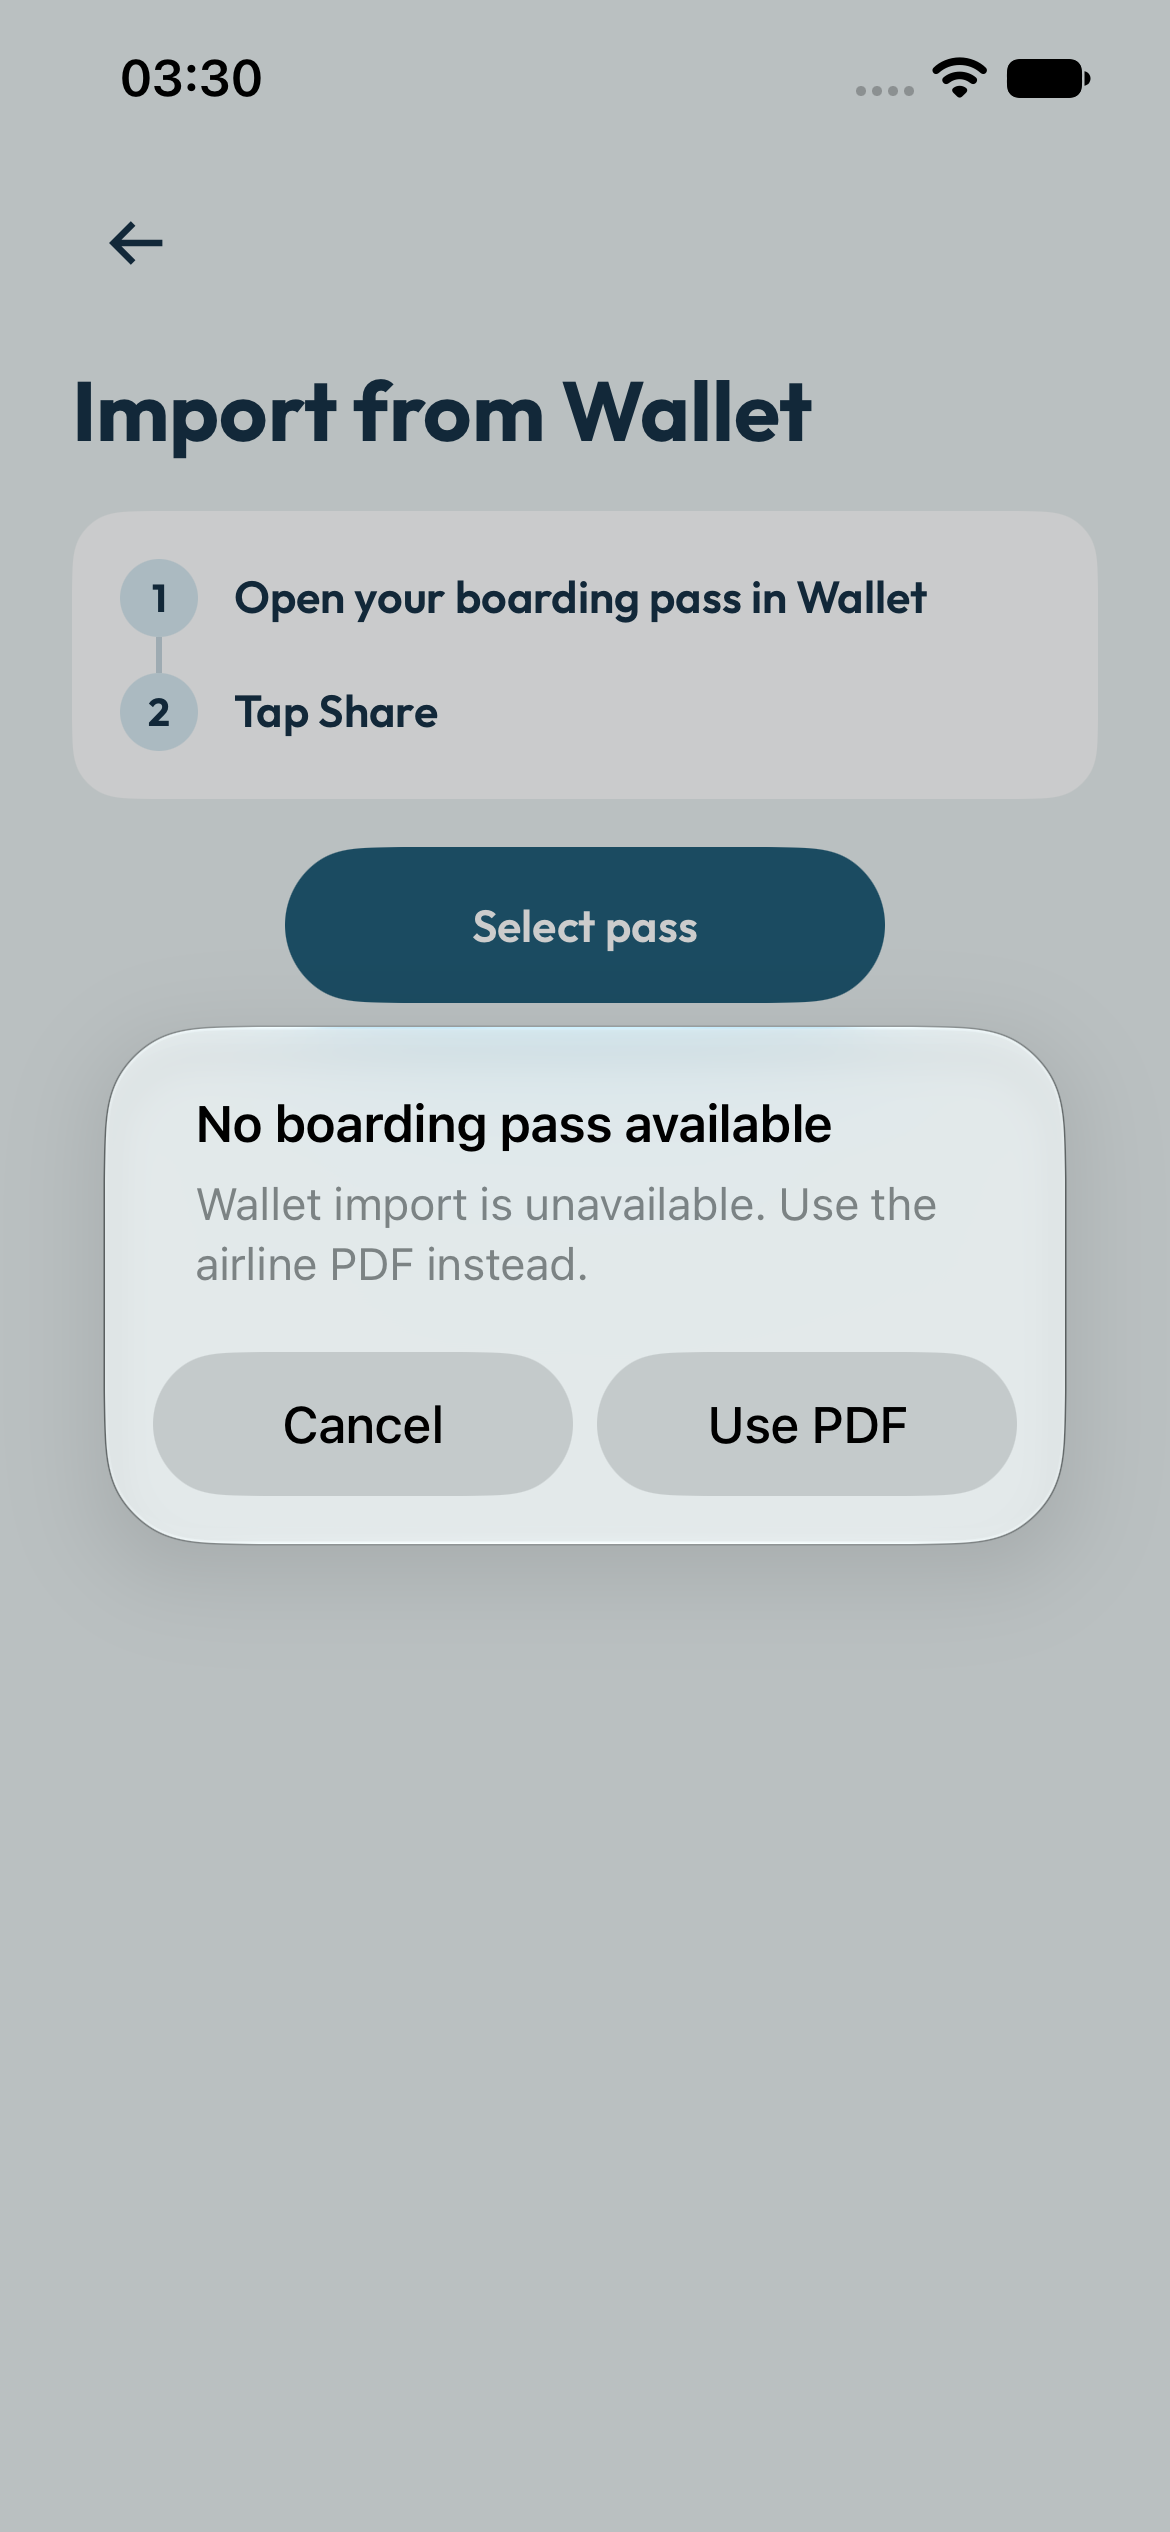 03:30
Import from Wallet
1 Open your boarding pass in Wallet
2 Tap Share
Select pass
No boarding pass available
Wallet import is unavailable. Use the
airline PDF instead.
Cancel Use PDF